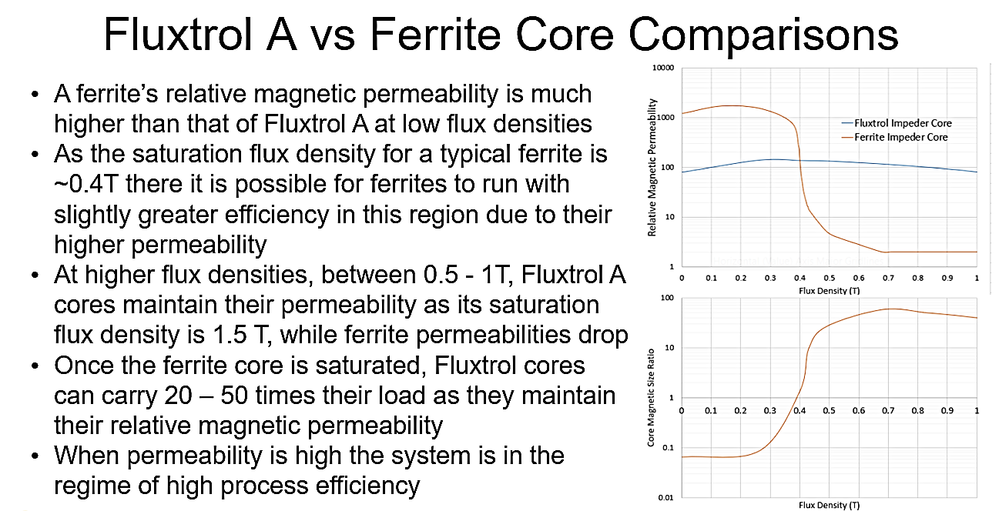 Fluxtrol A vs Ferrite Core Comparisons
• A ferrite's relative magnetic permeability is much
higher than that of Fluxtrol A at low flux densities
• As the saturation flux density for a typical ferrite is
~0.4T there it is possible for ferrites to run with
slightly greater efficiency in this region due to their
higher permeability
• At higher flux densities, between 0.5 - 1T, Fluxtrol A
cores maintain their permeability as its saturation
flux density is 1.5 T, while ferrite permeabilities drop
• Once the ferrite core is saturated, Fluxtrol cores
can carry 20 – 50 times their load as they maintain
their relative magnetic permeability
• When permeability is high the system is in the
regime of high process efficiency
Relative Magnetic Permeability
10000
1000
100
10
1
Fluxtrol Impeder Core
Ferrite Impeder Core
0 0.1 0.2 0.3 0.4 0.5 0.6 0.7 0.8 0.9 1
Flux Density (T)
Core Magnetic Size Ratio
100
10
1
0.1
0.01
0 0.1 0.2 0.3 0.4 0.5 0.6 0.7 0.8 0.9 1
Flux Density (T)